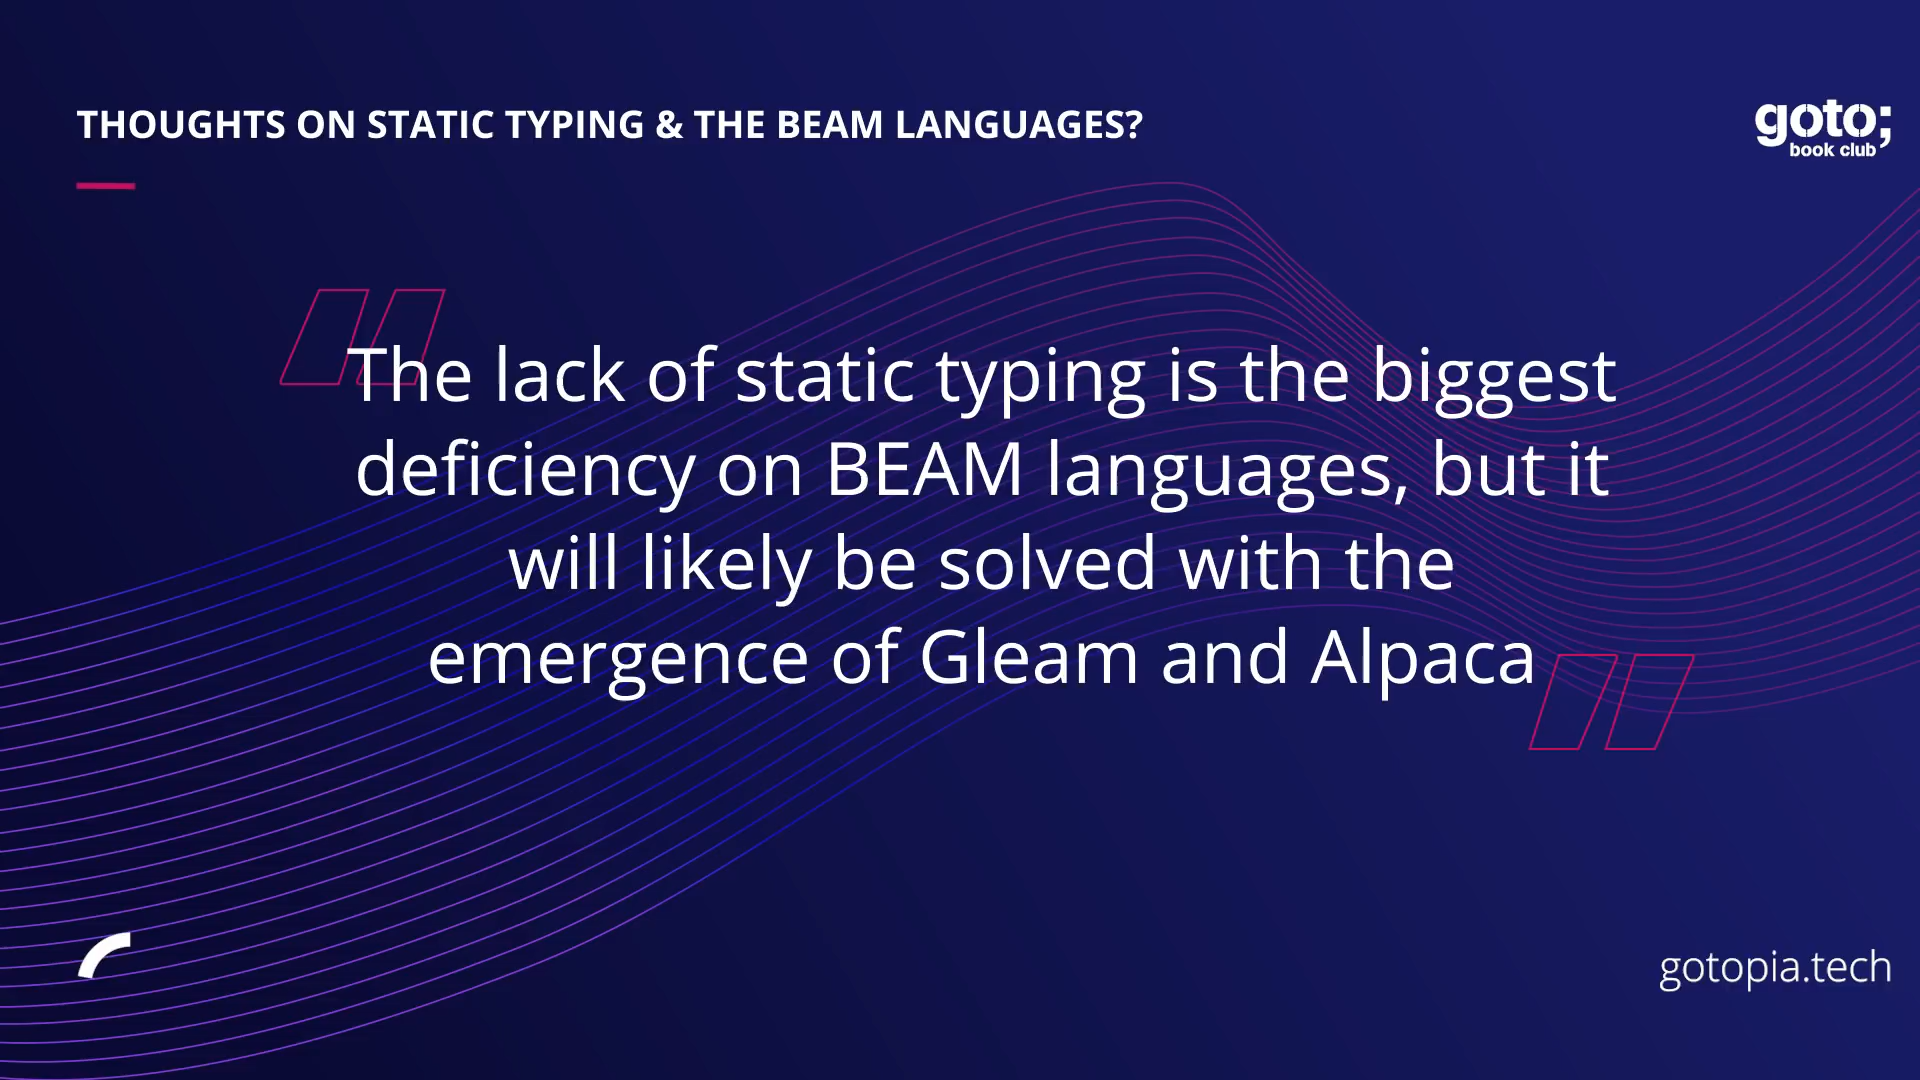 THOUGHTS ON STATIC TYPING & THE BEAM LANGUAGES?
goto;
book club
The lack of static typing is the biggest
deficiency on BEAM languages, but it
will likely be solved with the
emergence of Gleam and Alpaca
gotopia.tech